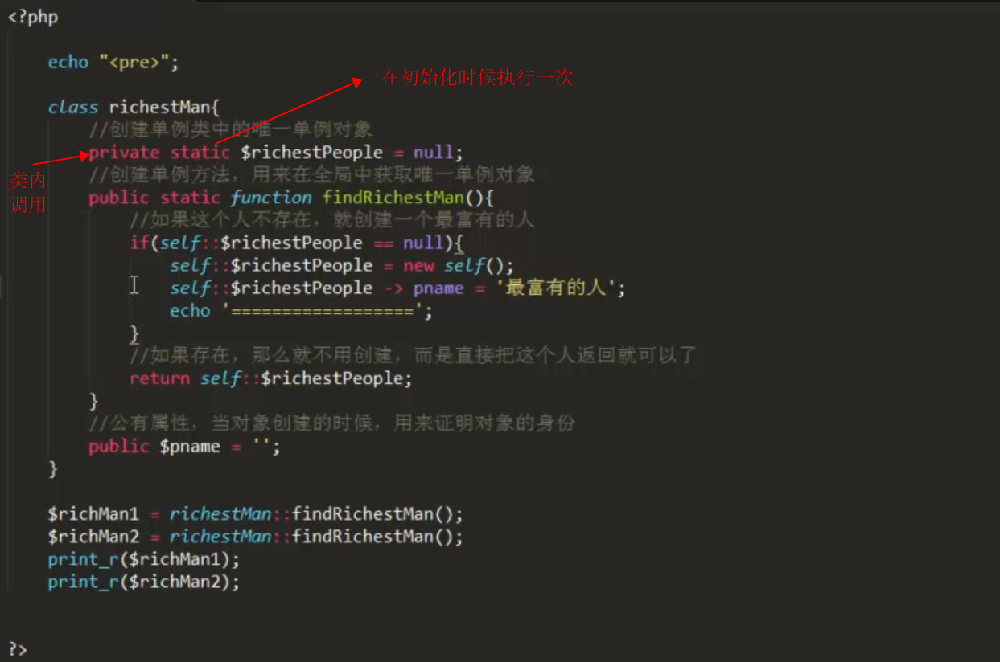 <?php
echo "<pre>";
·在初始化时候执行一次
class richestMan{
//创建单例类中的唯一单例对象
private static $richestPeople = null;
类内
调用
//创建单例方法，用来在全局中获取唯一单例对象
public static function findRichestMan(){
//如果这个人不存在，就创建一个最富有的人
if(self::$richestPeople == null){
self::$richestPeople = new self();
self::$richestPeople -> pname = '最富有的人';
echo '==================';
}
//如果存在，那么就不用创建，而是直接把这个人返回就可以了
return self::$richestPeople;
}
//公有属性，当对象创建的时候，用来证明对象的身份
public $pname = '';
}
$richMan1 = richestMan::findRichestMan();
$richMan2 = richestMan::findRichestMan();
print_r($richMan1);
print_r($richMan2);
?>